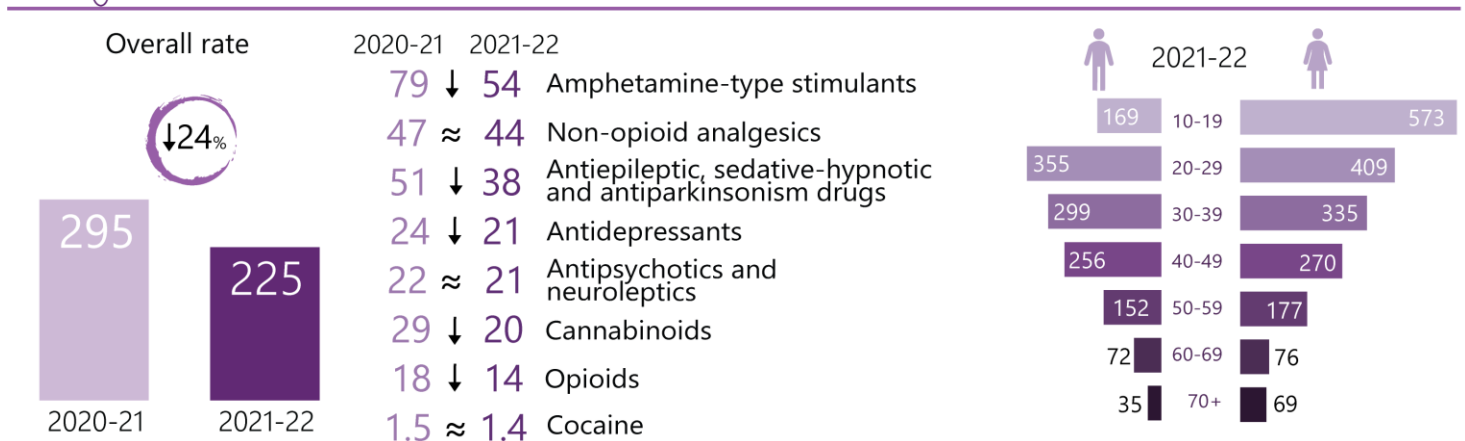 Overall rate
↓24%
295
225
2020-21
2021-22
2020-21 2021-22
79 ↓ 54 Amphetamine-type stimulants
47 ≈ 44 Non-opioid analgesics
51 ↓ 38 Antiepileptic, sedative-hypnotic
and antiparkinsonism drugs
24 ↓ 21 Antidepressants
22 ≈ 21 Antipsychotics and
neuroleptics
29 ↓ 20 Cannabinoids
18 ↓ 14 Opioids
1.5 ≈ 1.4 Cocaine
2021-22
169 10-19 573
355 20-29 409
299 30-39 335
256 40-49 270
152 50-59 177
72 60-69 76
35 70+ 69